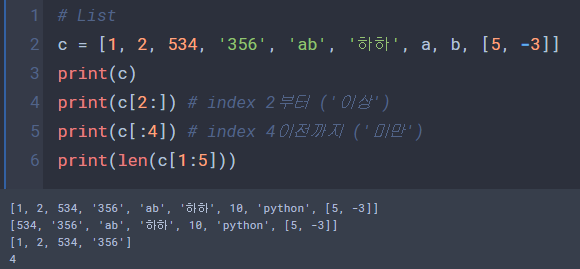 1 # List
2 c = [1, 2, 534, '356', 'ab', '하하', a, b, [5, -3]]
3 print(c)
4 print(c[2:]) # index 2부터 ('이상')
5 print(c[:4]) # index 4이전까지 ('미만')
6 print(len(c[1:5]))
[1, 2, 534, '356', 'ab', '하하', 10, 'python', [5, -3]]
[534, '356', 'ab', '하하', 10, 'python', [5, -3]]
[1, 2, 534, '356']
4